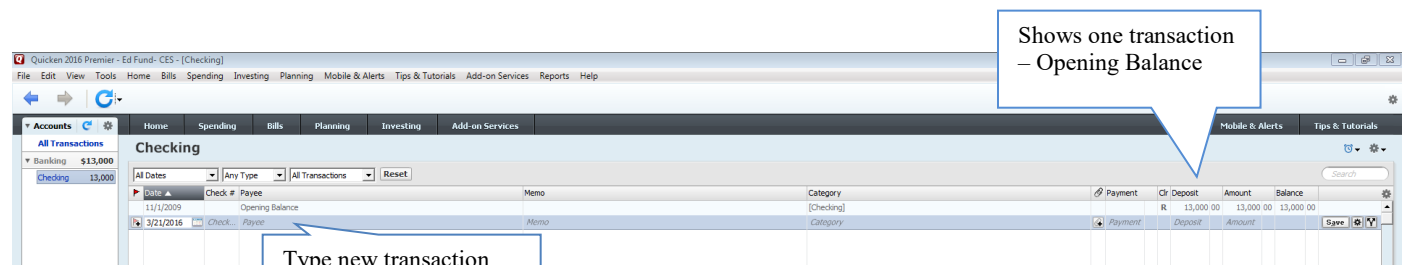 Shows one transaction
– Opening Balance
Quicken 2016 Premier - Ed Fund- CES - [Checking]
File Edit View Tools Home Bills Spending Investing Planning Mobile & Alerts Tips & Tutorials Add-on Services Reports Help
Accounts Home Spending Bills Planning Investing Add-on Services Mobile & Alerts Tips & Tutorials
All Transactions Checking
Banking $13,000
Checking 13,000 All Dates Any Type All Transactions Reset Search
Date Check # Payee Memo Category Payment Clr Deposit Amount Balance
11/1/2009 Opening Balance [Checking] R 13,000 00 13,000 00 13,000 00
3/21/2016 Check... Payee Memo Category Payment Deposit Amount Save
Type new transaction